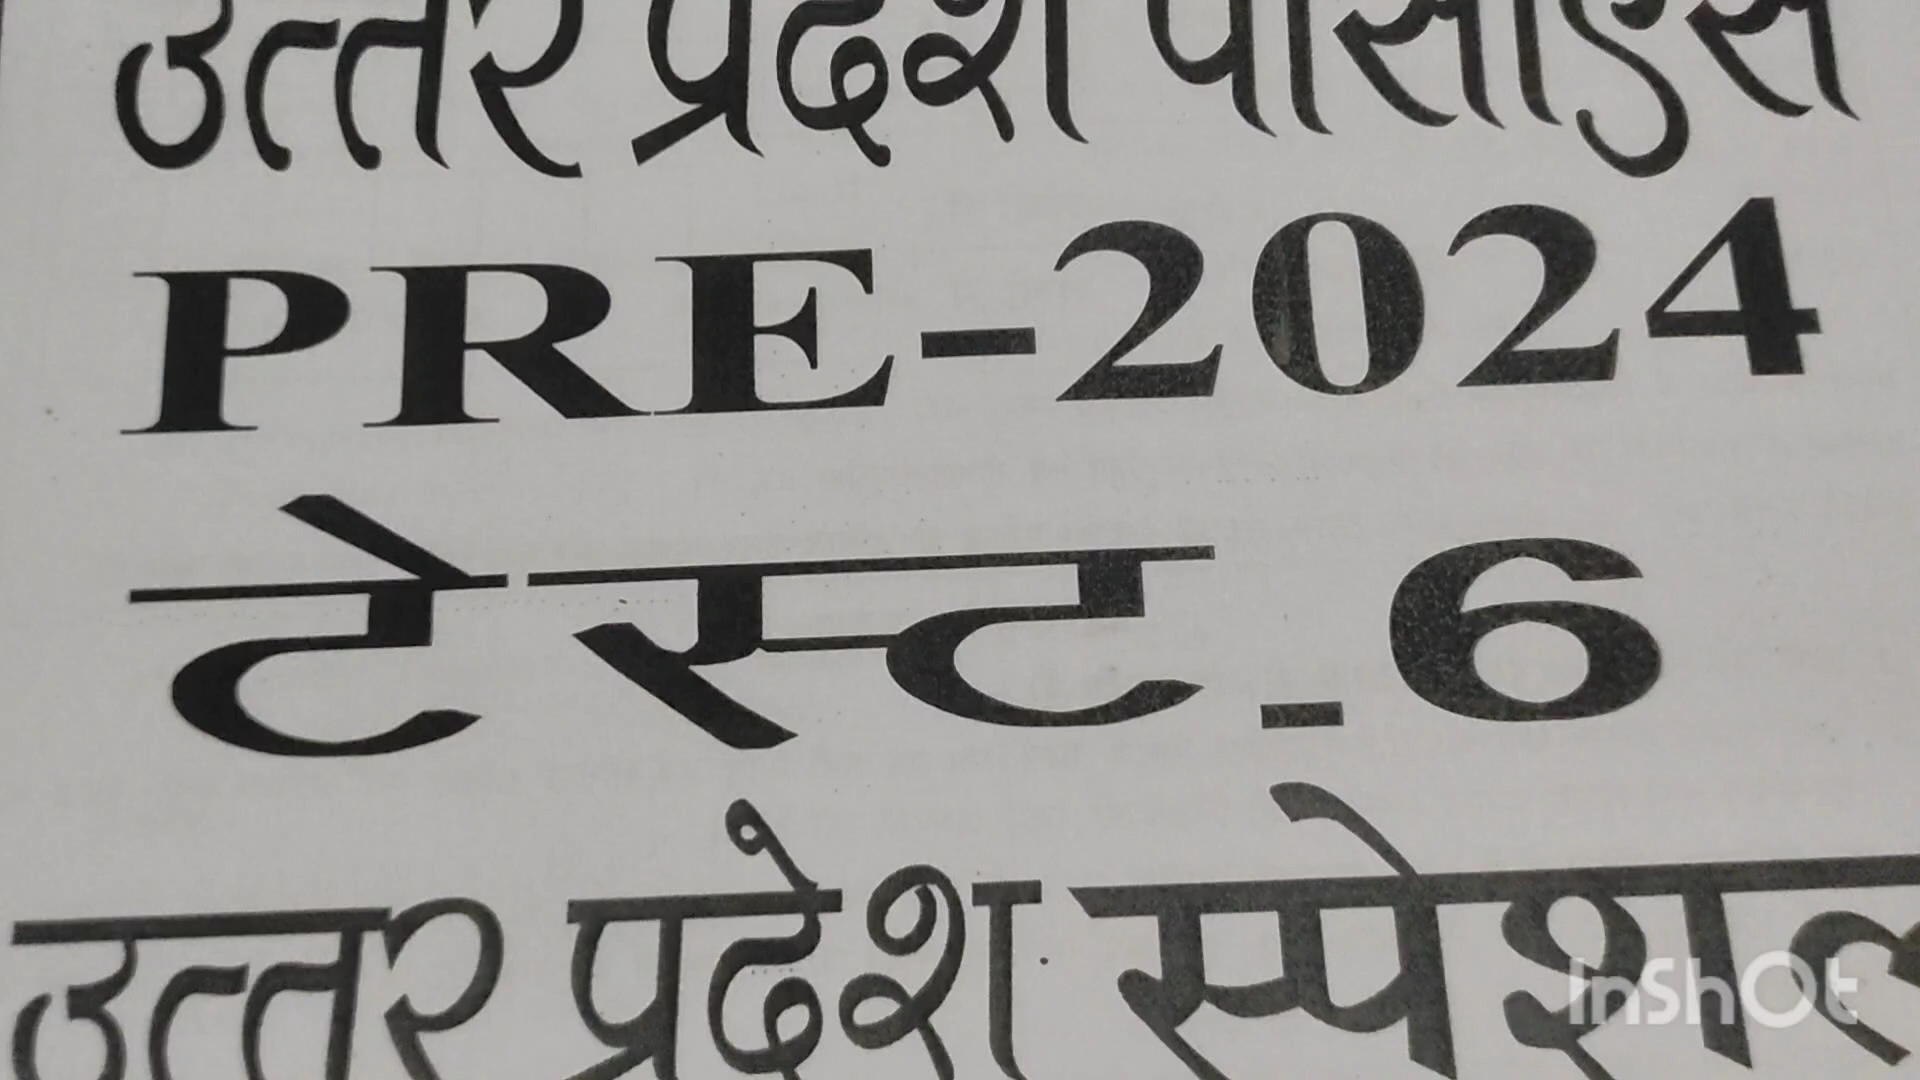 उत्तर प्रदेश पीसीएस
PRE-2024
टेस्ट-6
उत्तर प्रदेश स्पेशल
InShOt